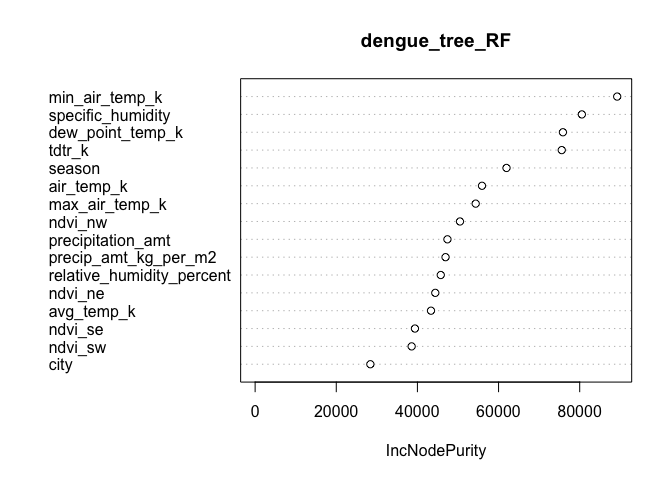 dengue_tree_RF
min_air_temp_k
specific_humidity
dew_point_temp_k
tdtr_k
season
air_temp_k
max_air_temp_k
ndvi_nw
precipitation_amt
precip_amt_kg_per_m2
relative_humidity_percent
ndvi_ne
avg_temp_k
ndvi_se
ndvi_sw
city
0 20000 40000 60000 80000
IncNodePurity